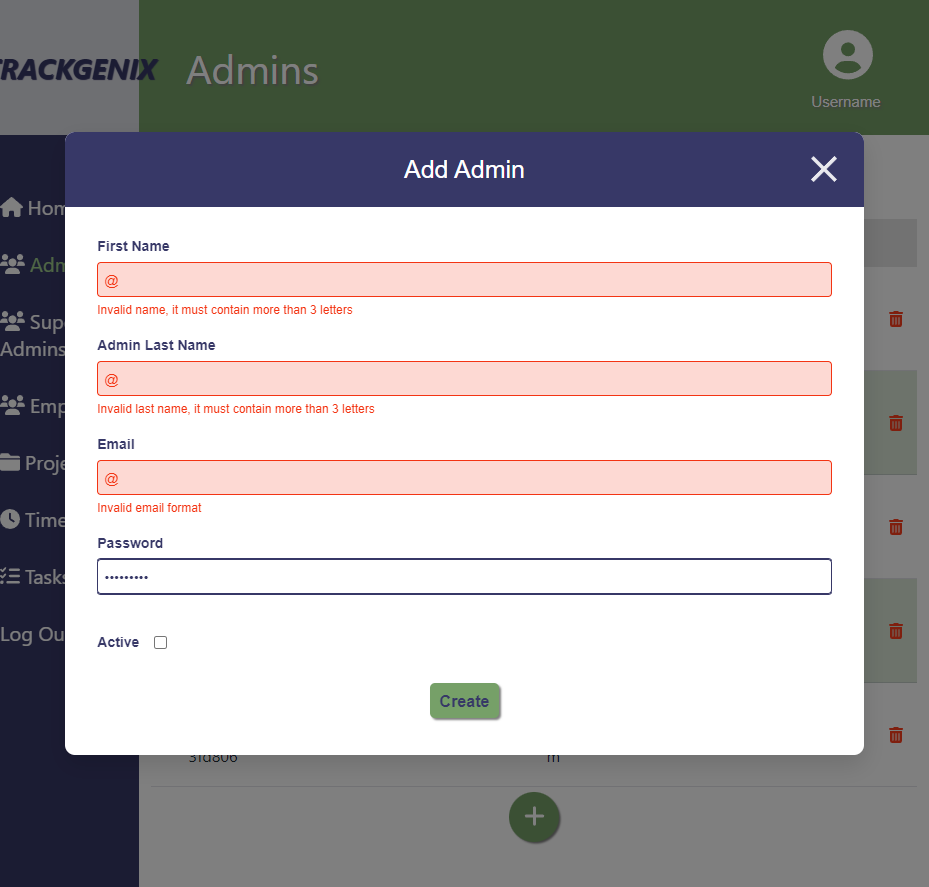 TRACKGENIX
Admins
Username
Add Admin
Hom
First Name
Adm
@
Invalid name, it must contain more than 3 letters
Sup
Admins
Admin Last Name
@
Invalid last name, it must contain more than 3 letters
Emp
Email
Proje
@
Invalid email format
Time
Password
•••••••••
Tasks
Log Ou
Active
Create
31d806
m